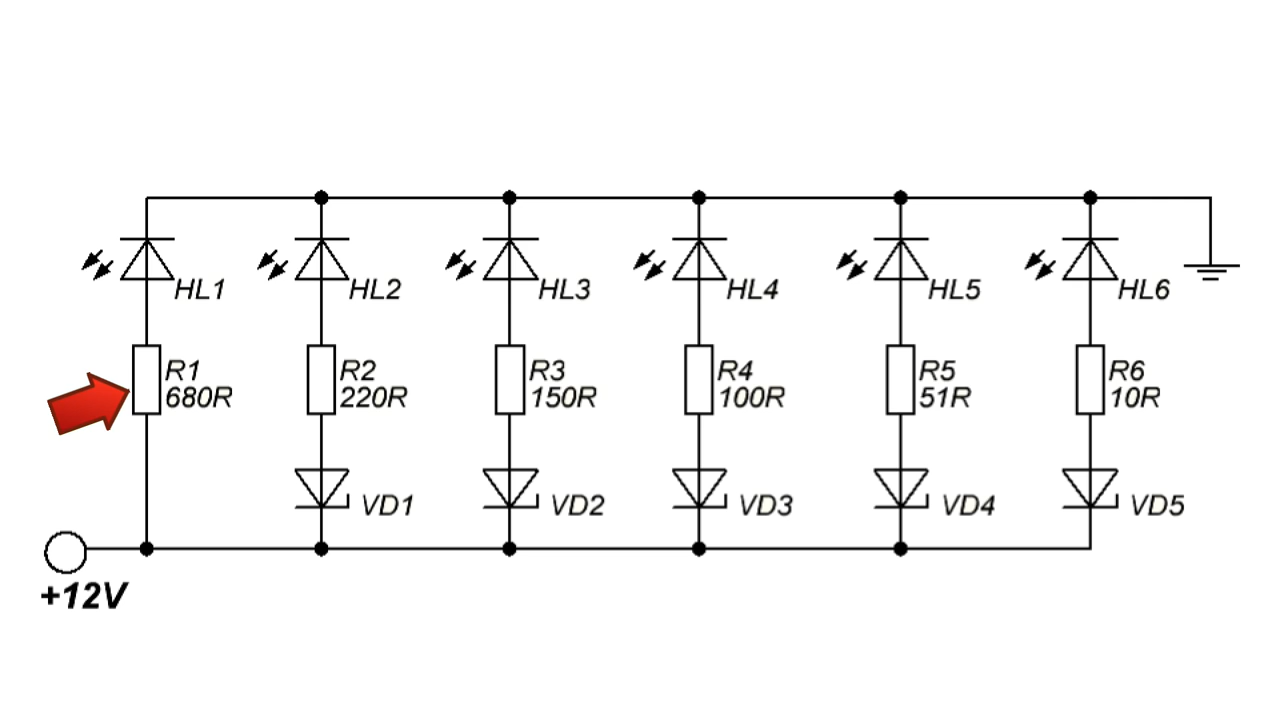 HL1
HL2
HL3
HL4
HL5
HL6
R1
680R
R2
220R
R3
150R
R4
100R
R5
51R
R6
10R
VD1
VD2
VD3
VD4
VD5
+12V